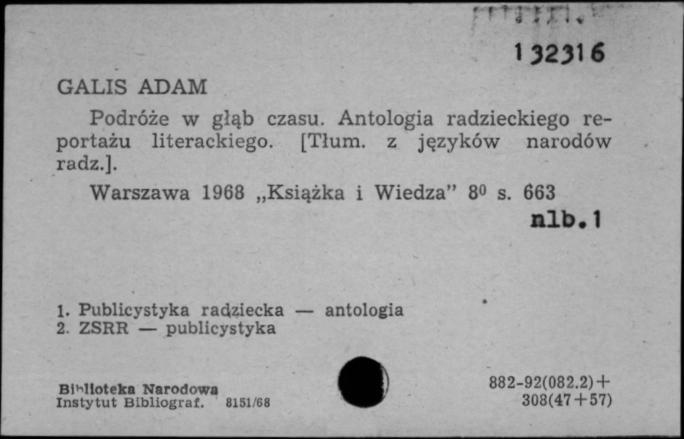 132316
GALIS ADAM
Podróże w głąb czasu. Antologia radzieckiego re-
portażu literackiego. [Tłum. z języków narodów
radz.].
Warszawa 1968 „Książka i Wiedza” 8⁰ s. 663
nlb.1
1. Publicystyka radziecka — antologia
2. ZSRR — publicystyka
Biblioteka Narodowa
Instytut Bibliograf. 8151/68
882-92(082.2)+
308(47+57)